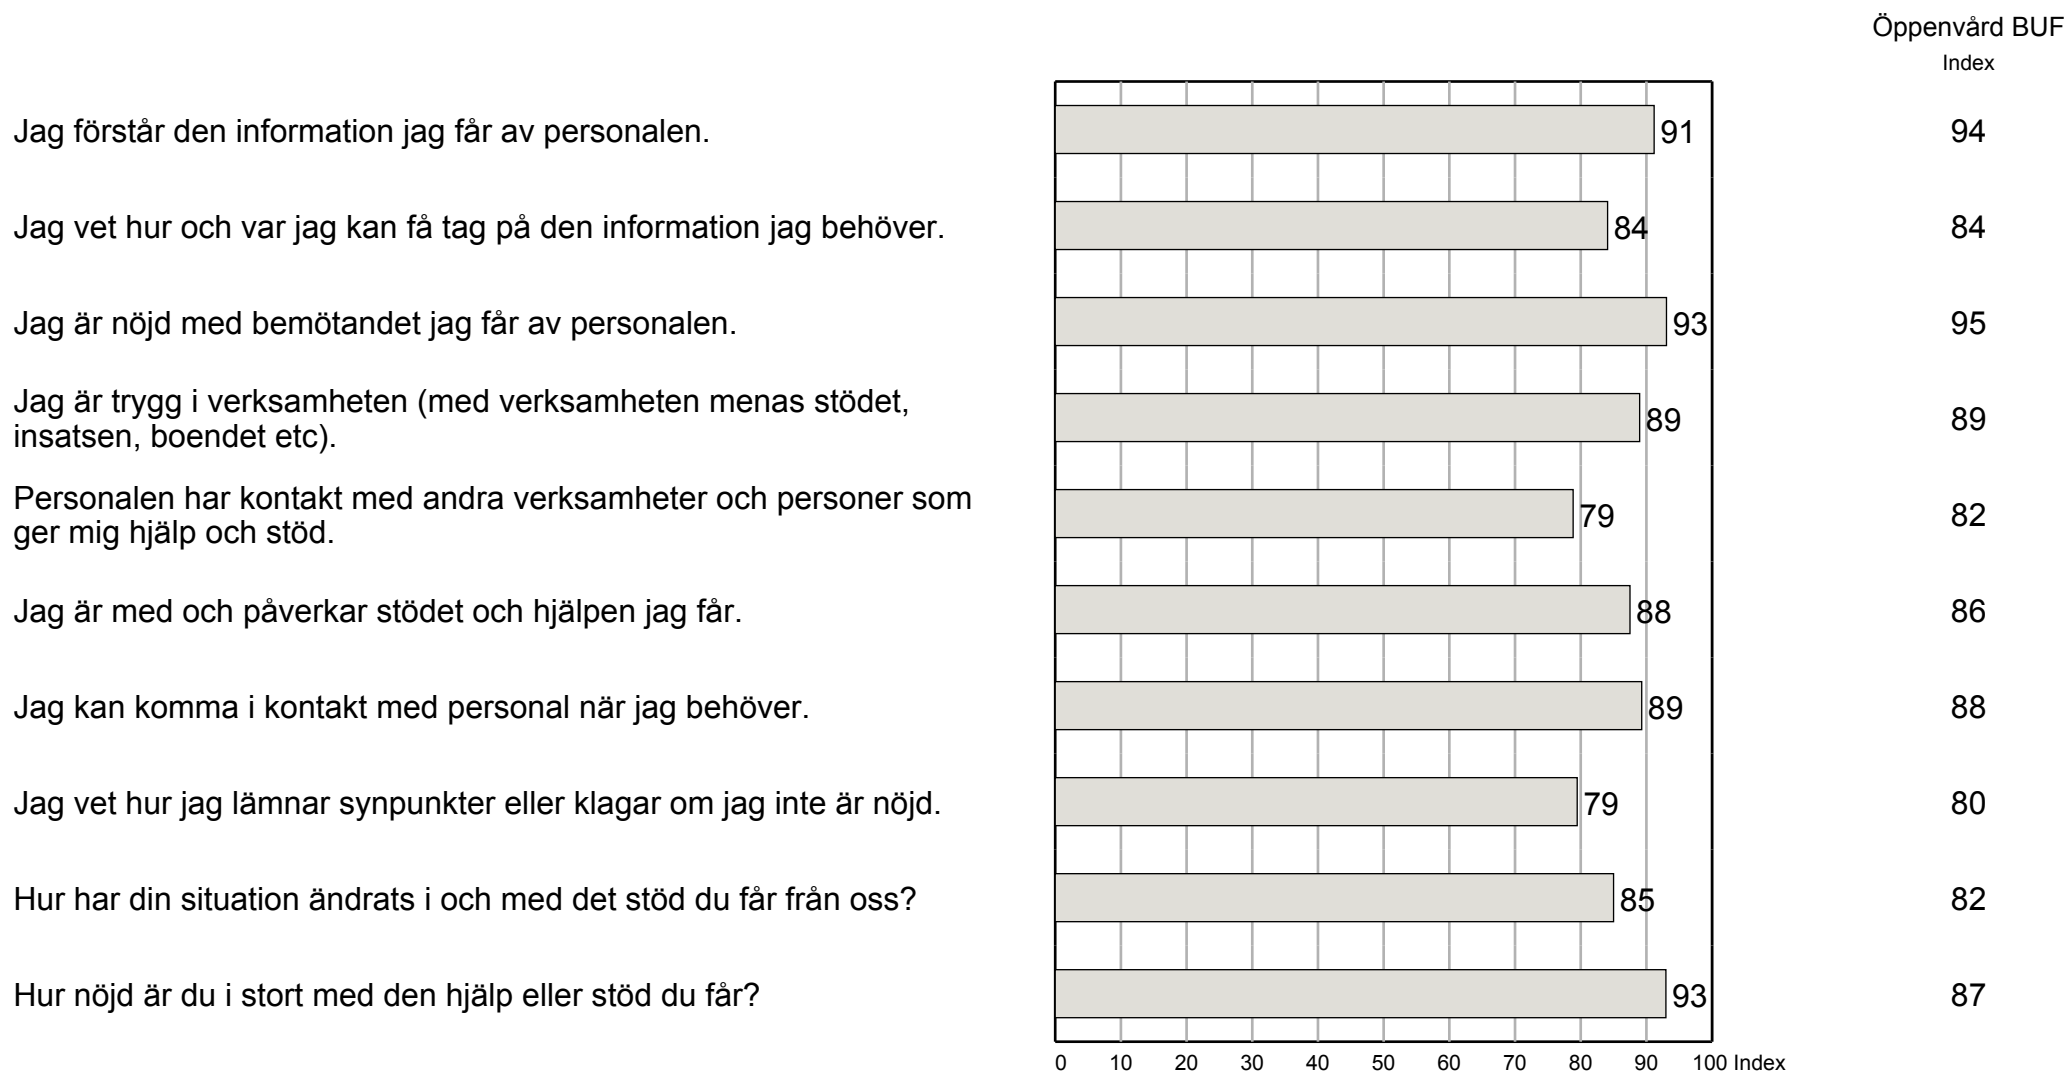 Öppenvård BUF
Index
Jag förstår den information jag får av personalen.
91
94
Jag vet hur och var jag kan få tag på den information jag behöver.
84
84
Jag är nöjd med bemötandet jag får av personalen.
93
95
Jag är trygg i verksamheten (med verksamheten menas stödet,
insatsen, boendet etc).
89
89
Personalen har kontakt med andra verksamheter och personer som
ger mig hjälp och stöd.
79
82
Jag är med och påverkar stödet och hjälpen jag får.
88
86
Jag kan komma i kontakt med personal när jag behöver.
89
88
Jag vet hur jag lämnar synpunkter eller klagar om jag inte är nöjd.
79
80
Hur har din situation ändrats i och med det stöd du får från oss?
85
82
Hur nöjd är du i stort med den hjälp eller stöd du får?
93
87
0 10 20 30 40 50 60 70 80 90 100 Index